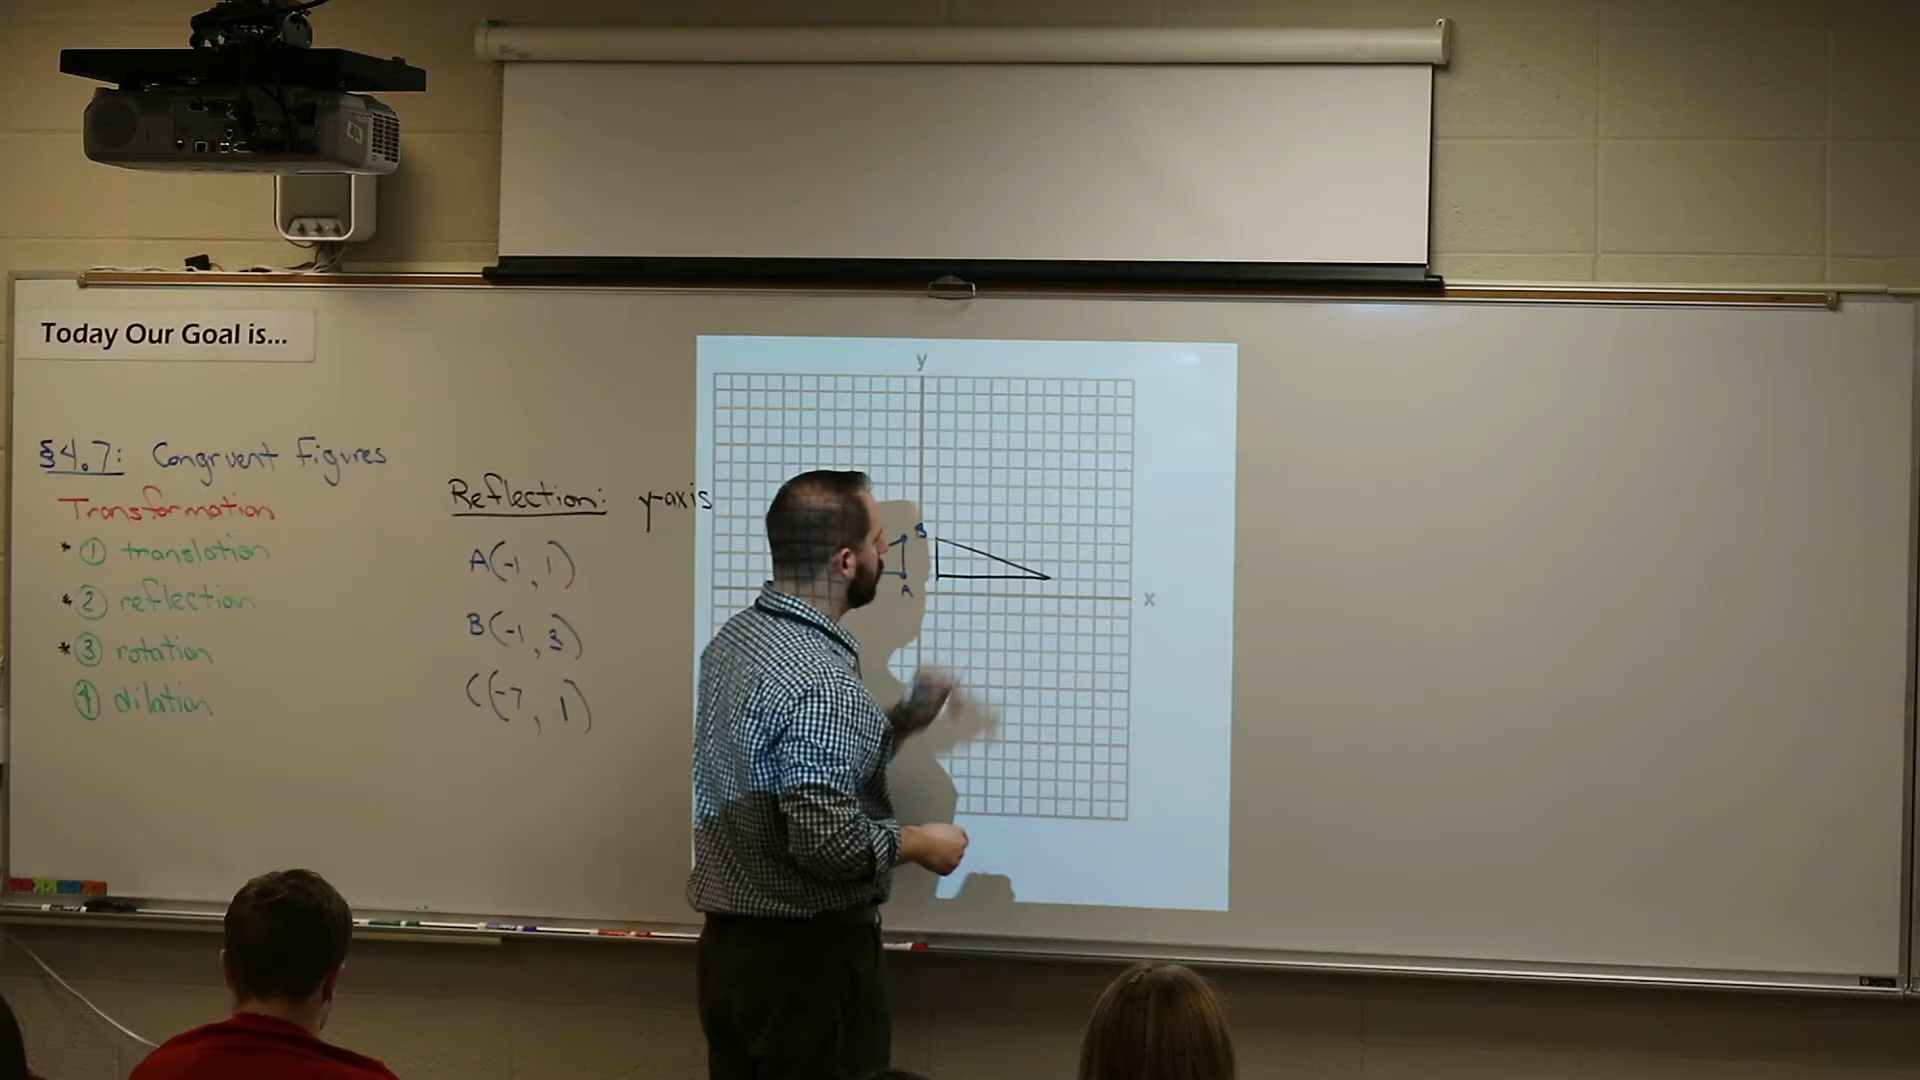 Today Our Goal is...
§4.7: Congruent Figures
Transformation
* ① translation
* ② reflection
* ③ rotation
④ dilation
Reflection: y-axis
A(-1, 1)
B(-1, 3)
C(-7, 1)
y
B
A
x